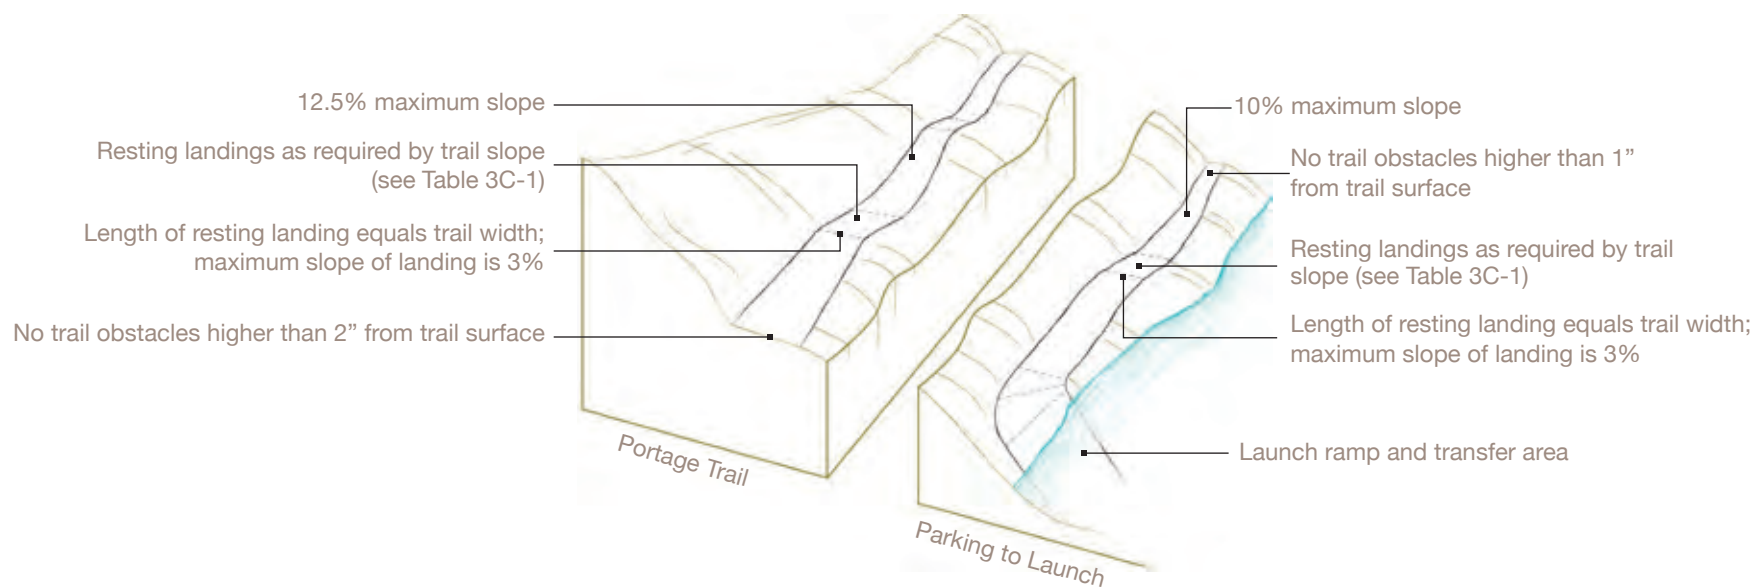 12.5% maximum slope
Resting landings as required by trail slope
(see Table 3C-1)
Length of resting landing equals trail width;
maximum slope of landing is 3%
No trail obstacles higher than 2” from trail surface
Portage Trail
10% maximum slope
No trail obstacles higher than 1”
from trail surface
Resting landings as required by trail
slope (see Table 3C-1)
Length of resting landing equals trail width;
maximum slope of landing is 3%
Launch ramp and transfer area
Parking to Launch